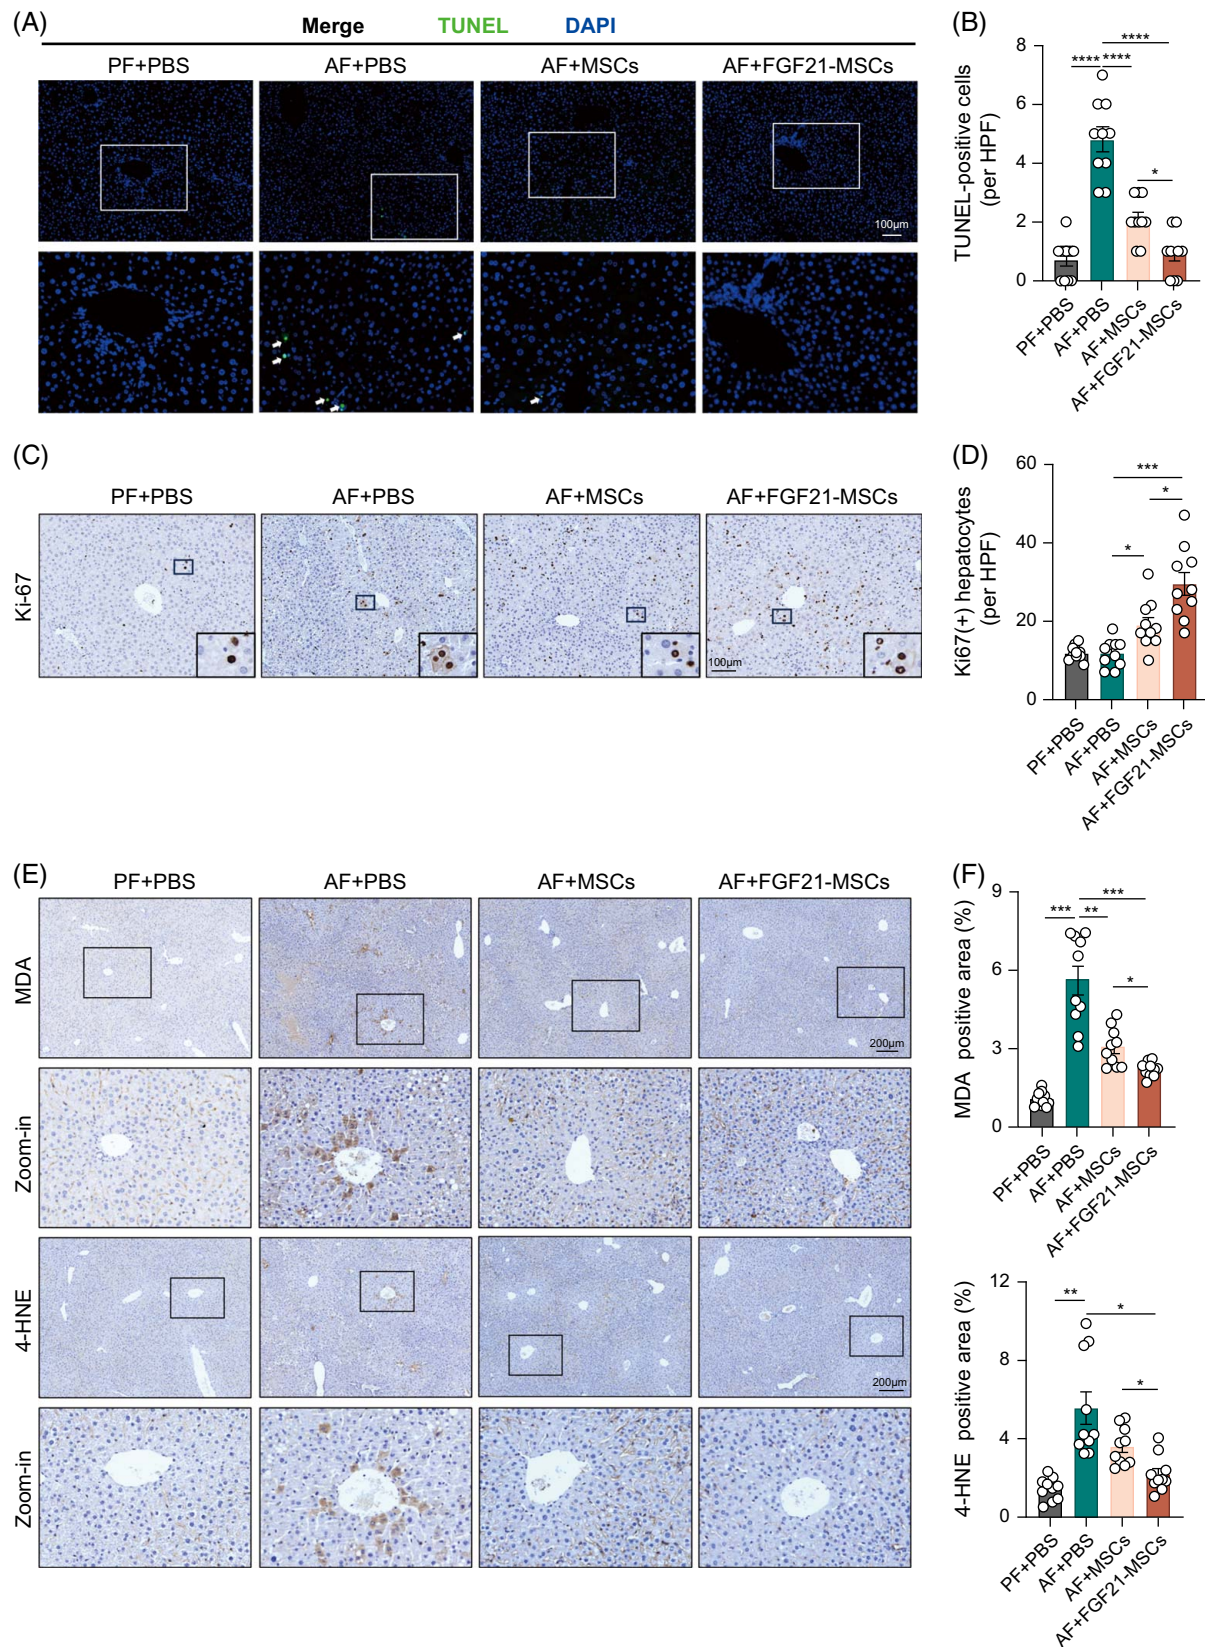 (A)
Merge TUNEL DAPI
PF+PBS AF+PBS AF+MSCs AF+FGF21-MSCs
100μm
(B)
TUNEL-positive cells
(per HPF)
8
6
4
2
0
**** **** ****
*
PF+PBS
AF+PBS
AF+MSCs
AF+FGF21-MSCs
(C)
PF+PBS AF+PBS AF+MSCs AF+FGF21-MSCs
Ki-67
100μm
(D)
Ki67(+) hepatocytes
(per HPF)
60
40
20
0
***
*
*
PF+PBS
AF+PBS
AF+MSCs
AF+FGF21-MSCs
(E)
PF+PBS AF+PBS AF+MSCs AF+FGF21-MSCs
MDA
200μm
Zoom-in
4-HNE
200μm
Zoom-in
(F)
MDA positive area (%)
9
6
3
0
***
*** **
*
PF+PBS
AF+PBS
AF+MSCs
AF+FGF21-MSCs
4-HNE positive area (%)
12
8
4
0
**
*
*
PF+PBS
AF+PBS
AF+MSCs
AF+FGF21-MSCs